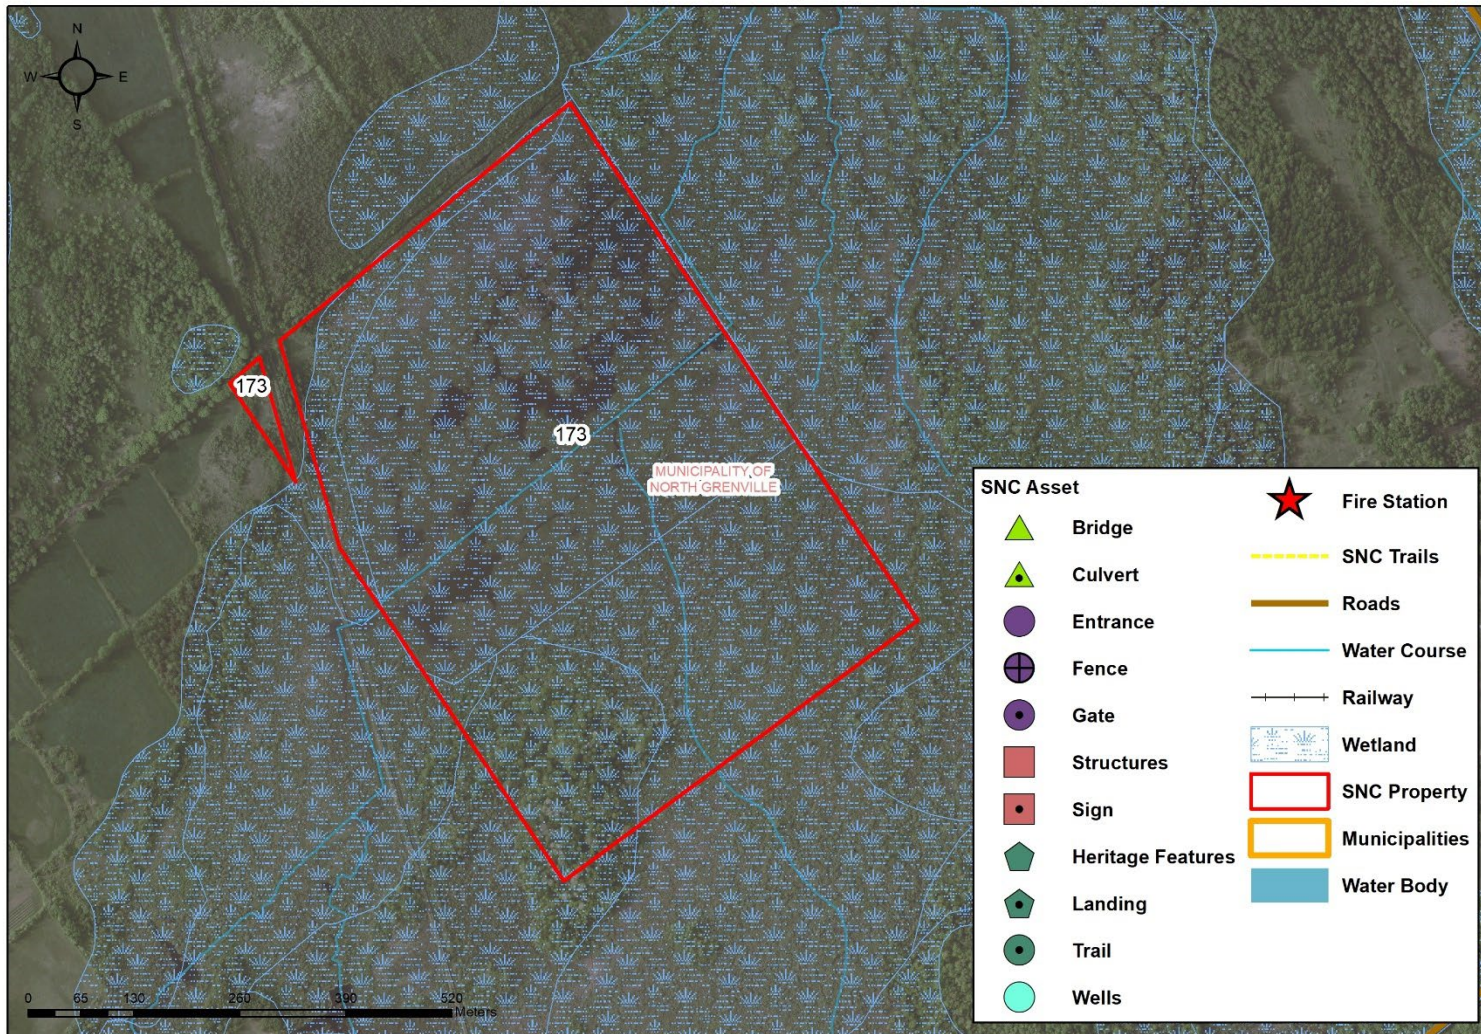 N
W E
S
173
173
MUNICIPALITY OF
NORTH GRENVILLE
SNC Asset
Bridge
Culvert
Entrance
Fence
Gate
Structures
Sign
Heritage Features
Landing
Trail
Wells
Fire Station
SNC Trails
Roads
Water Course
Railway
Wetland
SNC Property
Municipalities
Water Body
0 65 130 260 390 520
Meters